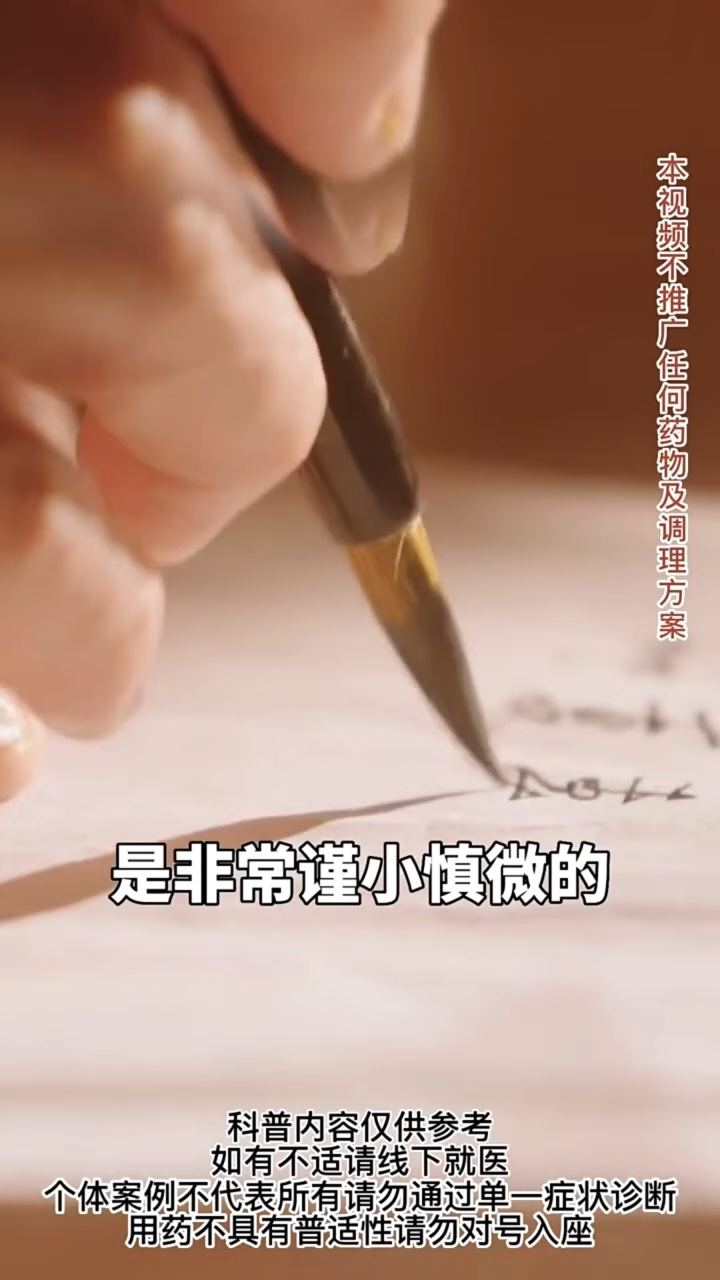 本视频不推广任何药物及调理方案
是非常谨小慎微的
科普内容仅供参考
如有不适请线下就医
个体案例不代表所有请勿通过单一症状诊断
用药不具有普适性请勿对号入座